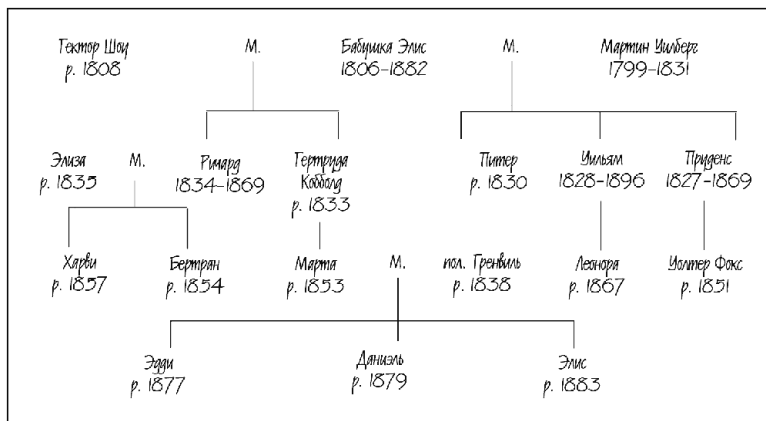 Гектор Шоу М. Бабушка Элис М. Мартин Уилберг
р. 1808 1806–1882 1799–1831
Элиза М. Ричард Гертруда Питер Уильям Пруденс
р. 1835 1834–1869 Кобболд р. 1830 1828–1896 1827–1869
р. 1833
Харви Бертран Марта М. пол. Гренвиль Леонора Уолтер Фокс
р. 1857 р. 1854 р. 1853 р. 1838 р. 1867 р. 1851
Эдди Даниэль Элис
р. 1877 р. 1879 р. 1883